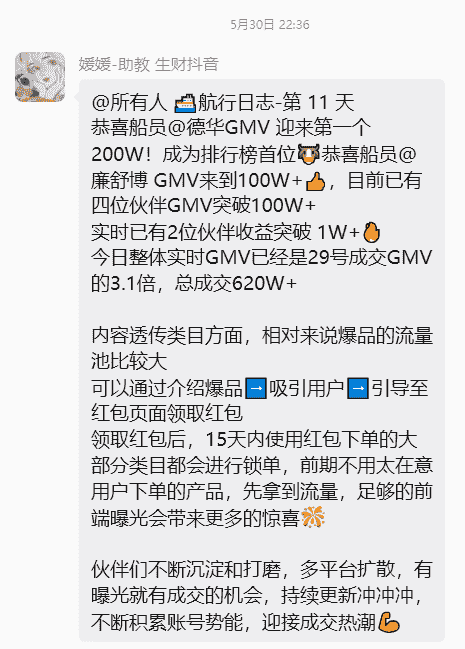 5月30日 22:36
媛媛-助教 生财抖音
@所有人 🚢航行日志-第 11 天
恭喜船员@德华GMV 迎来第一个
200W！成为排行榜首位🐮恭喜船员@
廉舒博 GMV来到100W+👍，目前已有
四位伙伴GMV突破100W+
实时已有2位伙伴收益突破 1W+🔥
今日整体实时GMV已经是29号成交GMV
的3.1倍，总成交620W+
内容透传类目方面，相对来说爆品的流量
池比较大
可以通过介绍爆品➡️吸引用户➡️引导至
红包页面领取红包
领取红包后，15天内使用红包下单的大
部分类目都会进行锁单，前期不用太在意
用户下单的产品，先拿到流量，足够的前
端曝光会带来更多的惊喜🎇
伙伴们不断沉淀和打磨，多平台扩散，有
曝光就有成交的机会，持续更新冲冲冲，
不断积累账号势能，迎接成交热潮💪